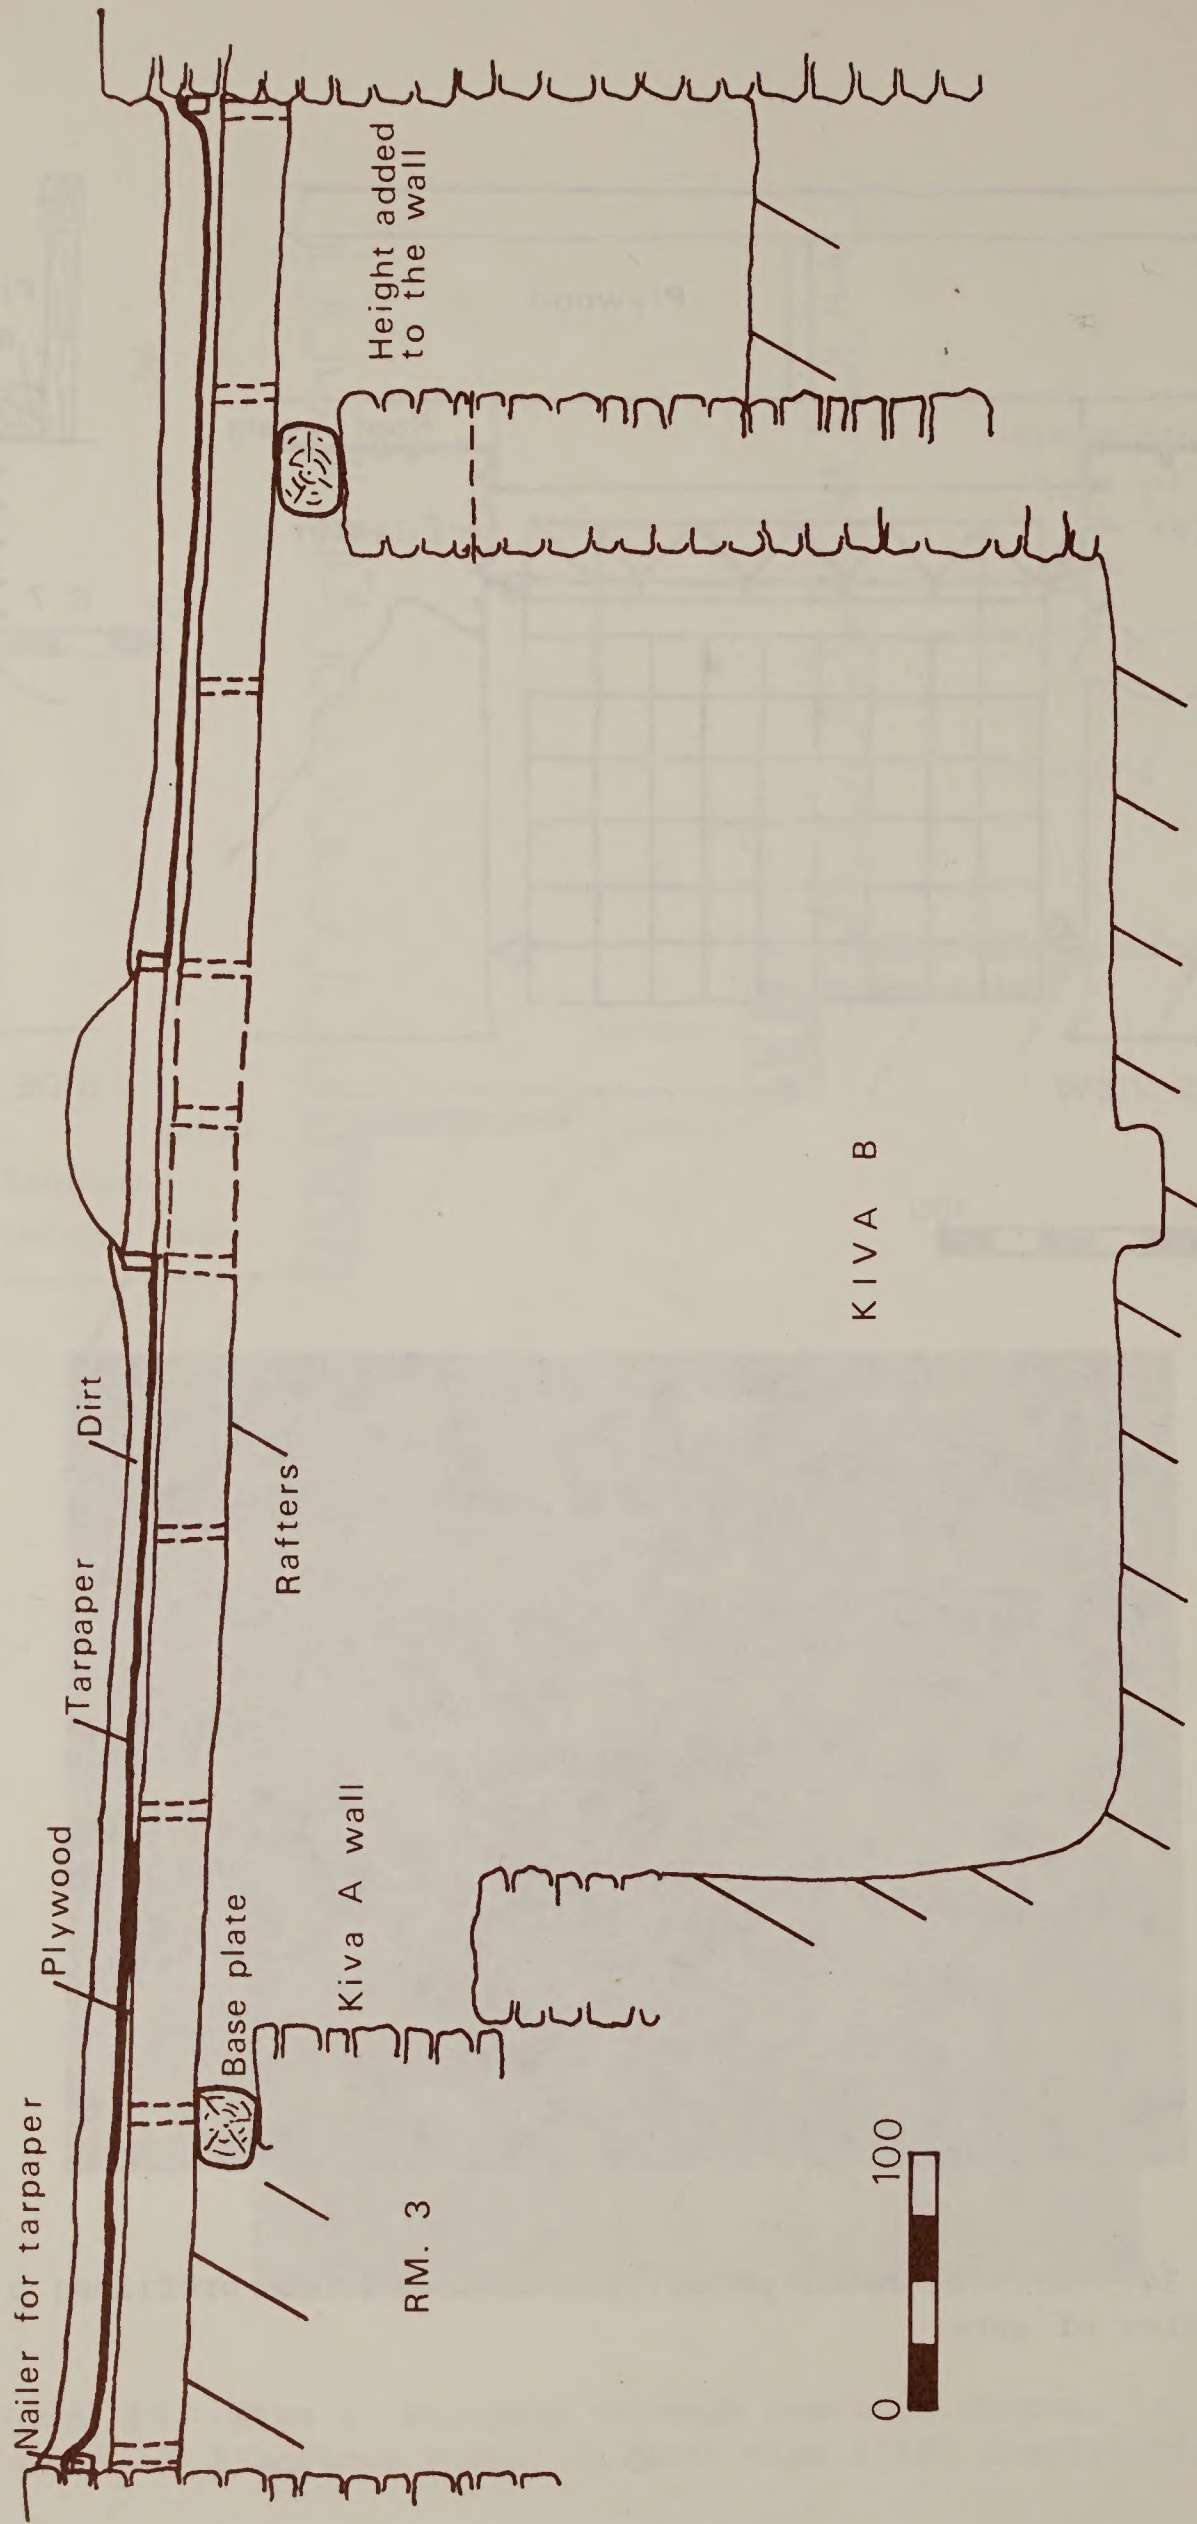 Nailer for tarpaper
Plywood
Tarpaper
Dirt
Base plate
Rafters
Kiva A wall
Height added
to the wall
RM. 3
KIVA B
0
100